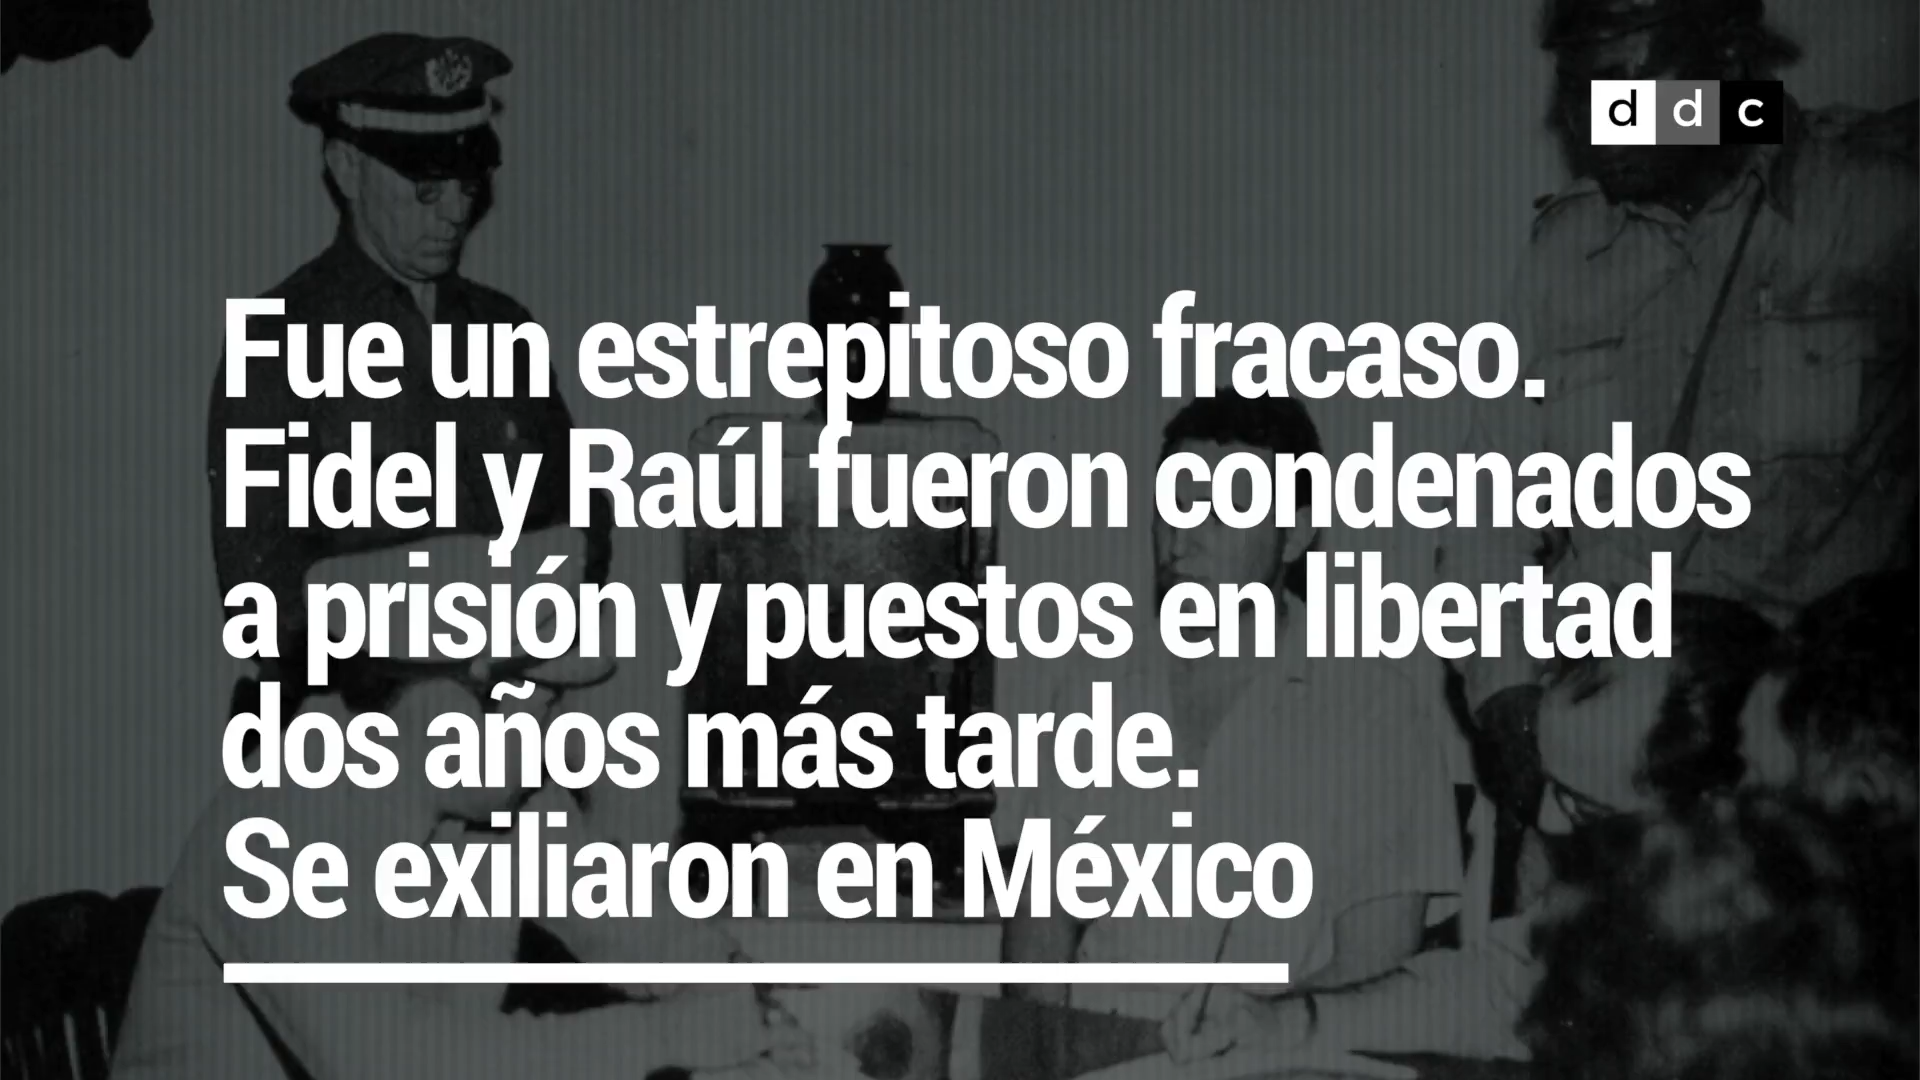 ddc
Fue un estrepitoso fracaso.
Fidel y Raúl fueron condenados
a prisión y puestos en libertad
dos años más tarde.
Se exiliaron en México